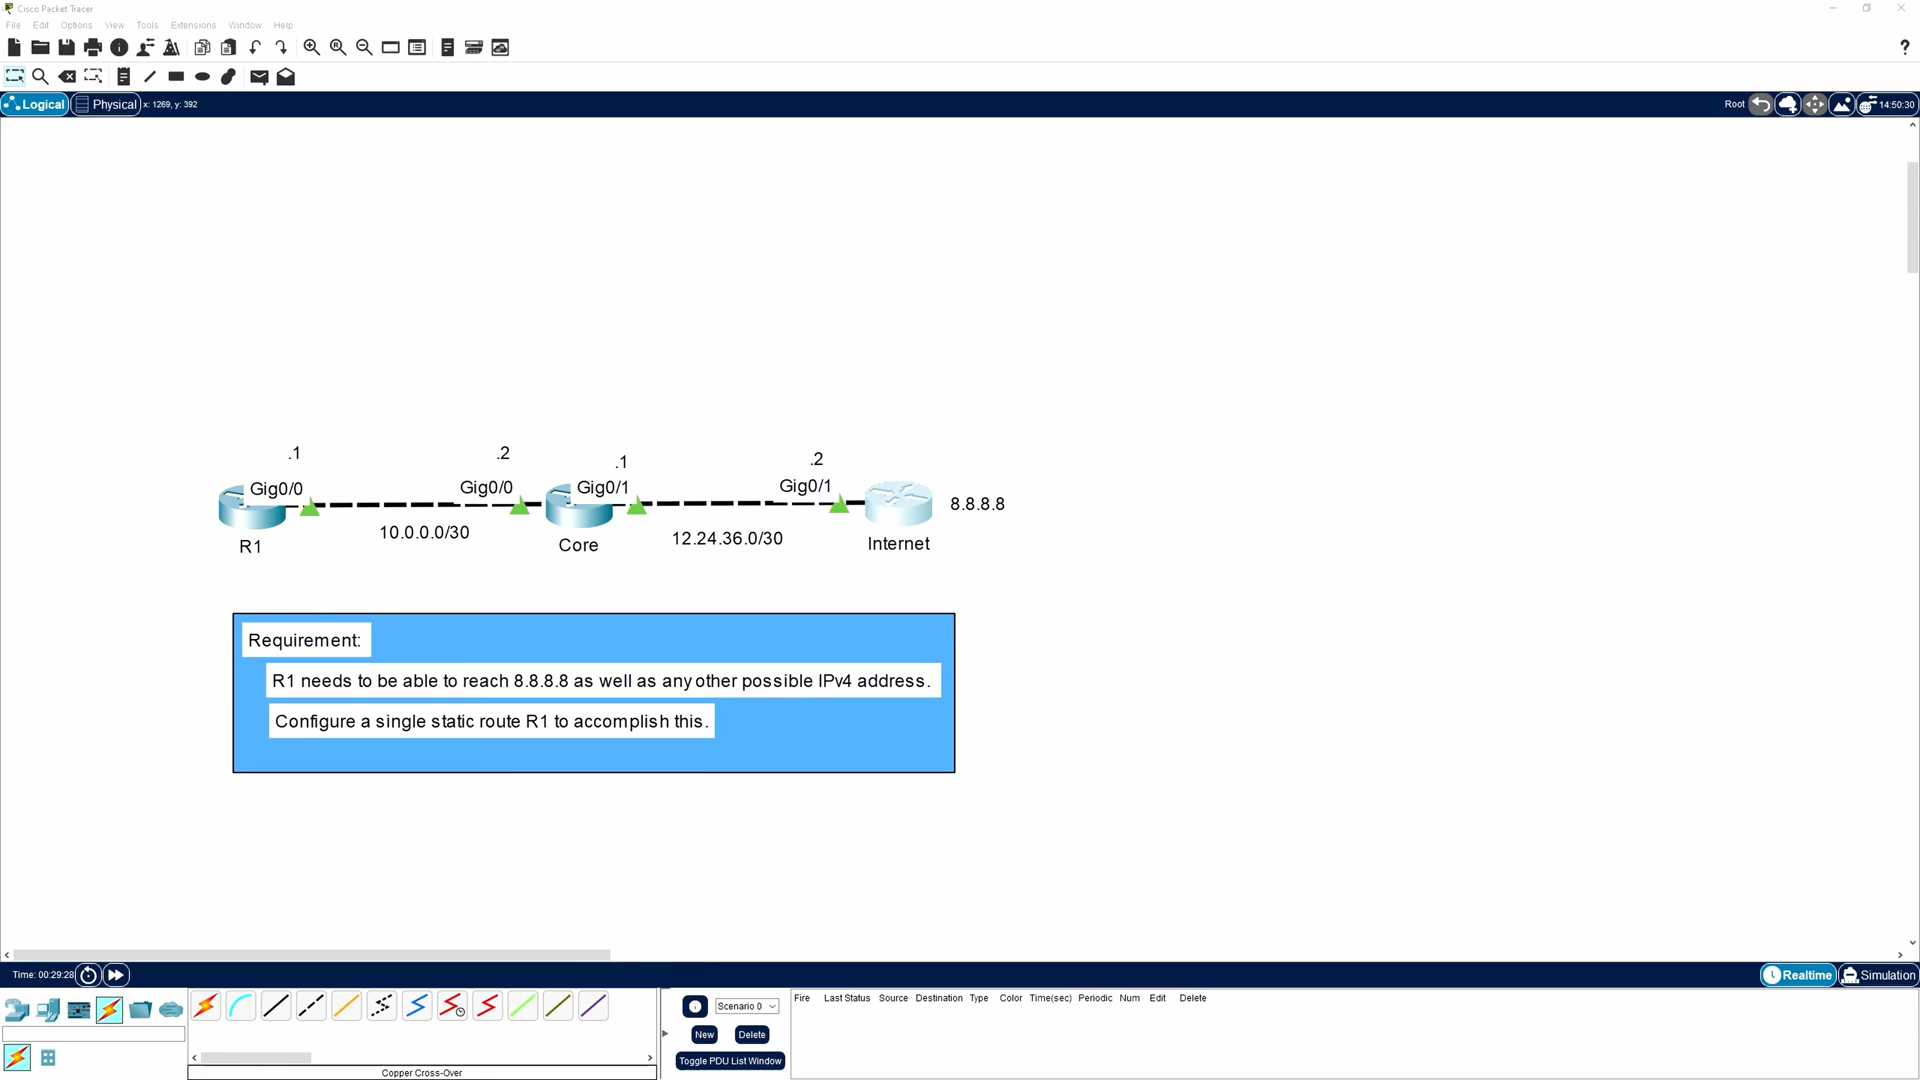 Cisco Packet Tracer
File Edit Options View Tools Extensions Window Help
?
Logical Physical x: 1269, y: 392 Root 14:50:30
.1 .2 .1 .2
Gig0/0 Gig0/0 Gig0/1 Gig0/1
8.8.8.8
10.0.0.0/30 12.24.36.0/30
R1 Core Internet
Requirement:
R1 needs to be able to reach 8.8.8.8 as well as any other possible IPv4 address.
Configure a single static route R1 to accomplish this.
Time: 00:29:28 Realtime Simulation
Scenario 0 Fire Last Status Source Destination Type Color Time(sec) Periodic Num Edit Delete
New Delete
Toggle PDU List Window
Copper Cross-Over